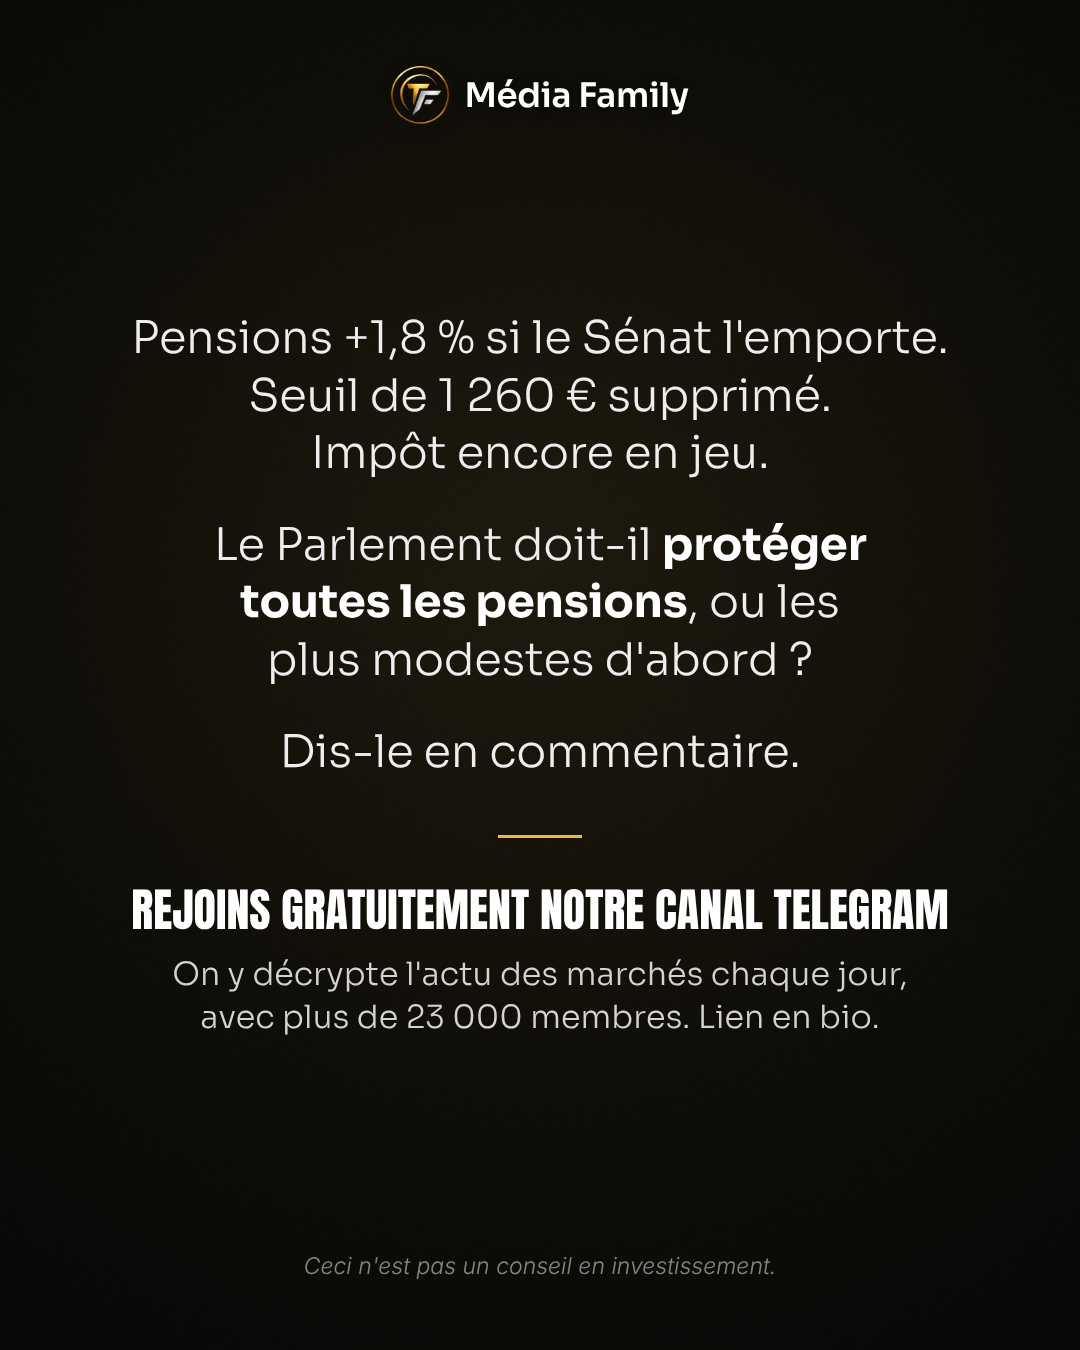 TF Média Family
Pensions +1,8 % si le Sénat l'emporte.
Seuil de 1 260 € supprimé.
Impôt encore en jeu.
Le Parlement doit-il protéger
toutes les pensions, ou les
plus modestes d'abord ?
Dis-le en commentaire.
REJOINS GRATUITEMENT NOTRE CANAL TELEGRAM
On y décrypte l'actu des marchés chaque jour,
avec plus de 23 000 membres. Lien en bio.
Ceci n'est pas un conseil en investissement.